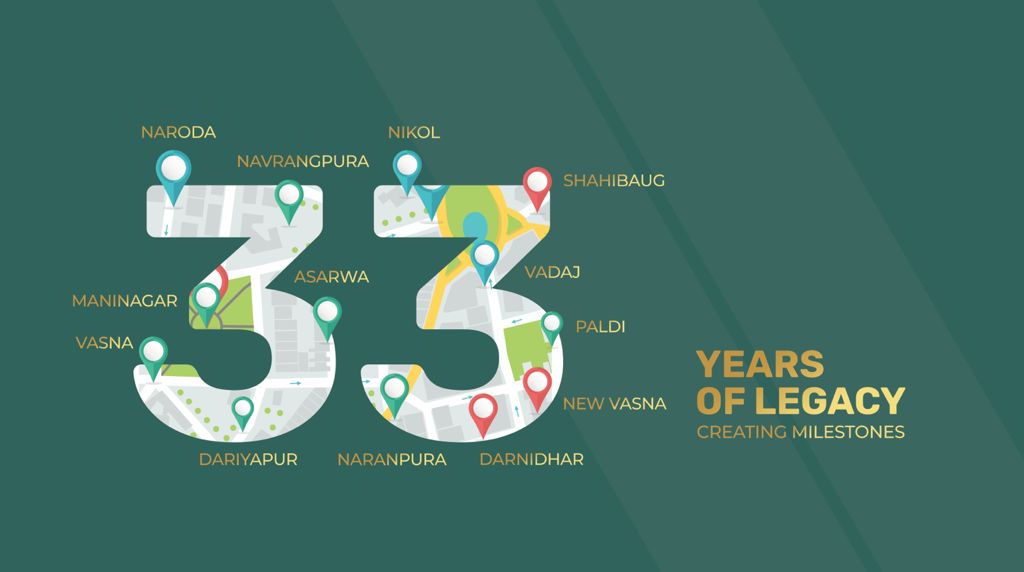 NARODA
NIKOL
NAVRANGPURA
SHAHIBAUG
33
ASARWA
VADAJ
MANINAGAR
PALDI
VASNA
NEW VASNA
DARIYAPUR
NARANPURA
DARNIDHAR
YEARS
OF LEGACY
CREATING MILESTONES